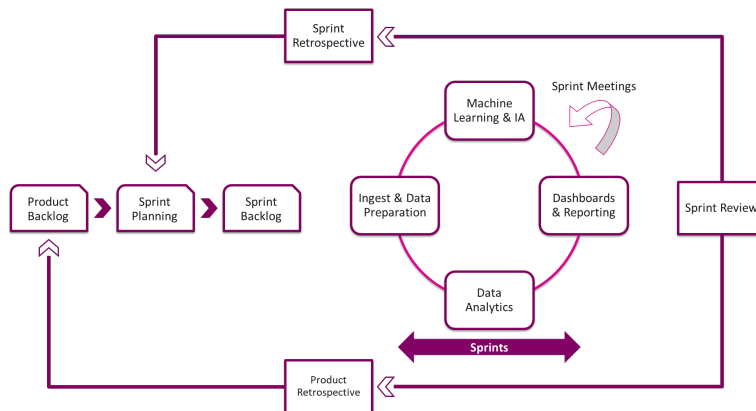 Sprint
Retrospective
Sprint Meetings
Machine
Learning & IA
Product
Backlog
Sprint
Planning
Sprint
Backlog
Ingest & Data
Preparation
Dashboards
& Reporting
Sprint Review
Data
Analytics
Sprints
Product
Retrospective